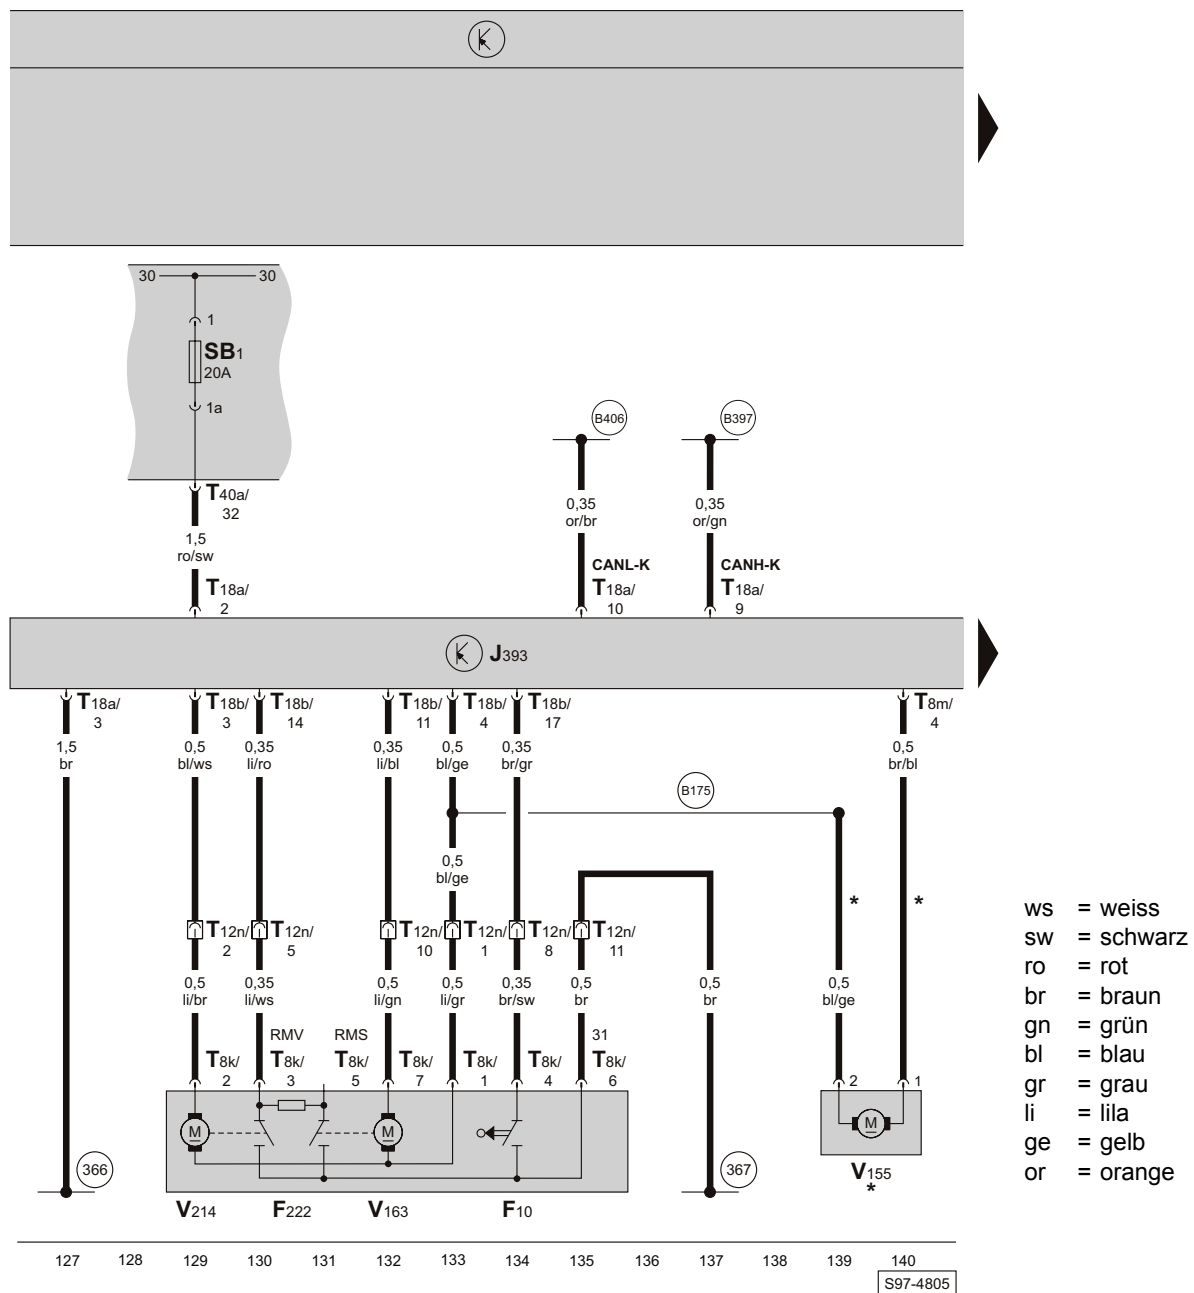 30 30
1
SB1
20A
1a
B406 B397
T40a/
32
0,35 0,35
or/br or/gn
1,5
ro/sw
CANL-K CANH-K
T18a/ T18a/ T18a/
2 10 9
J393
T18a/ T18b/ T18b/ T18b/ T18b/ T18b/ T8m/
3 3 14 11 4 17 4
1,5 0,5 0,35 0,35 0,5 0,35 0,5
br bl/ws li/ro li/bl bl/ge br/gr br/bl
B175
0,5
bl/ge
* *
T12n/ T12n/ T12n/ T12n/ T12n/ T12n/
2 5 10 1 8 11
0,5 0,35 0,5 0,5 0,35 0,5 0,5 0,5
li/br li/ws li/gn li/gr br/sw br br bl/ge
RMV RMS 31
T8k/ T8k/ T8k/ T8k/ T8k/ T8k/ T8k/
2 3 5 7 1 4 6 2 1
M M M
366 367
V155
*
V214 F222 V163 F10
127 128 129 130 131 132 133 134 135 136 137 138 139 140
S97-4805
ws = weiss
sw = schwarz
ro = rot
br = braun
gn = grün
bl = blau
gr = grau
li = lila
ge = gelb
or = orange